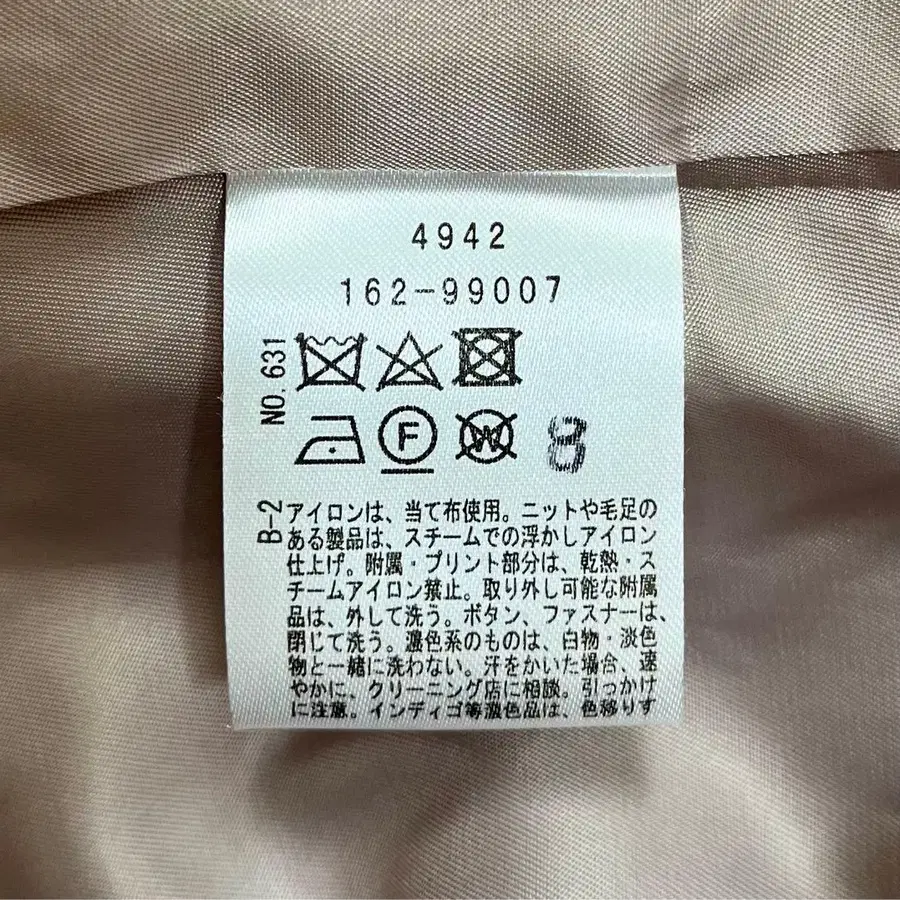 4942
162-99007
NO. 631
F
W
8
B-2
アイロンは、当て布使用。ニットや毛足の
ある製品は、スチームでの浮かしアイロン
仕上げ。附属・プリント部分は、乾熱・ス
チームアイロン禁止。取り外し可能な附属
品は、外して洗う。ボタン、ファスナーは、
閉じて洗う。濃色系のものは、白物・淡色
物と一緒に洗わない。汗をかいた場合、速
やかに、クリーニング店に相談。引っかけ
に注意。インディゴ等濃色品は、色移りす